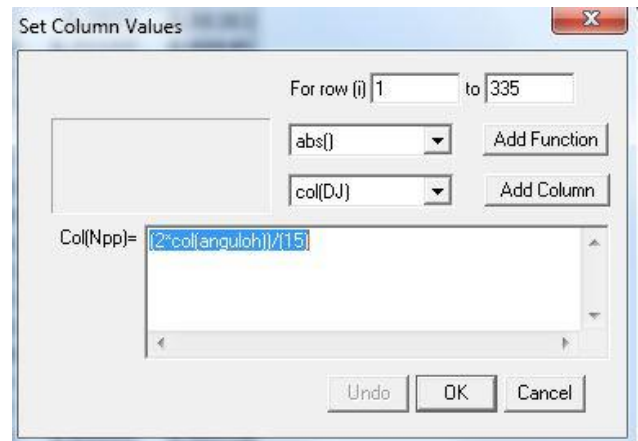 Set Column Values
For row (i) 1 to 335
abs() Add Function
col(DJ) Add Column
Col(Npp)= (2*col(anguloh))/(15)
Undo OK Cancel